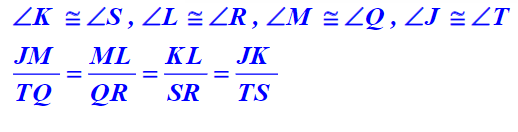 ∠K ≅ ∠S , ∠L ≅ ∠R , ∠M ≅ ∠Q , ∠J ≅ ∠T
JM/TQ = ML/QR = KL/SR = JK/TS